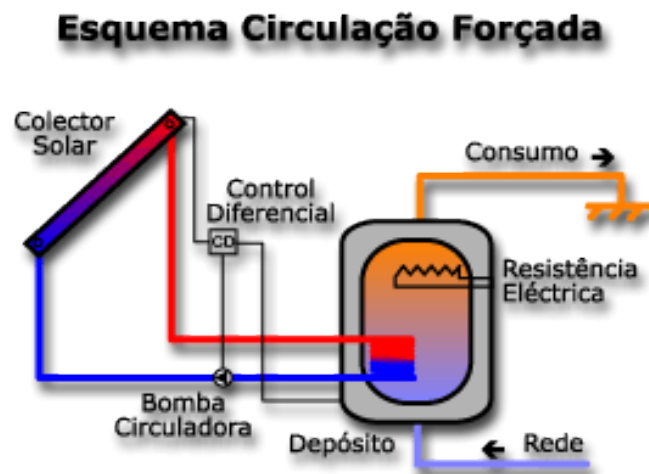 Esquema Circulação Forçada
Colector
Solar
Consumo
Control
Diferencial
CD
Resistência
Eléctrica
Bomba
Circuladora
Depósito
Rede